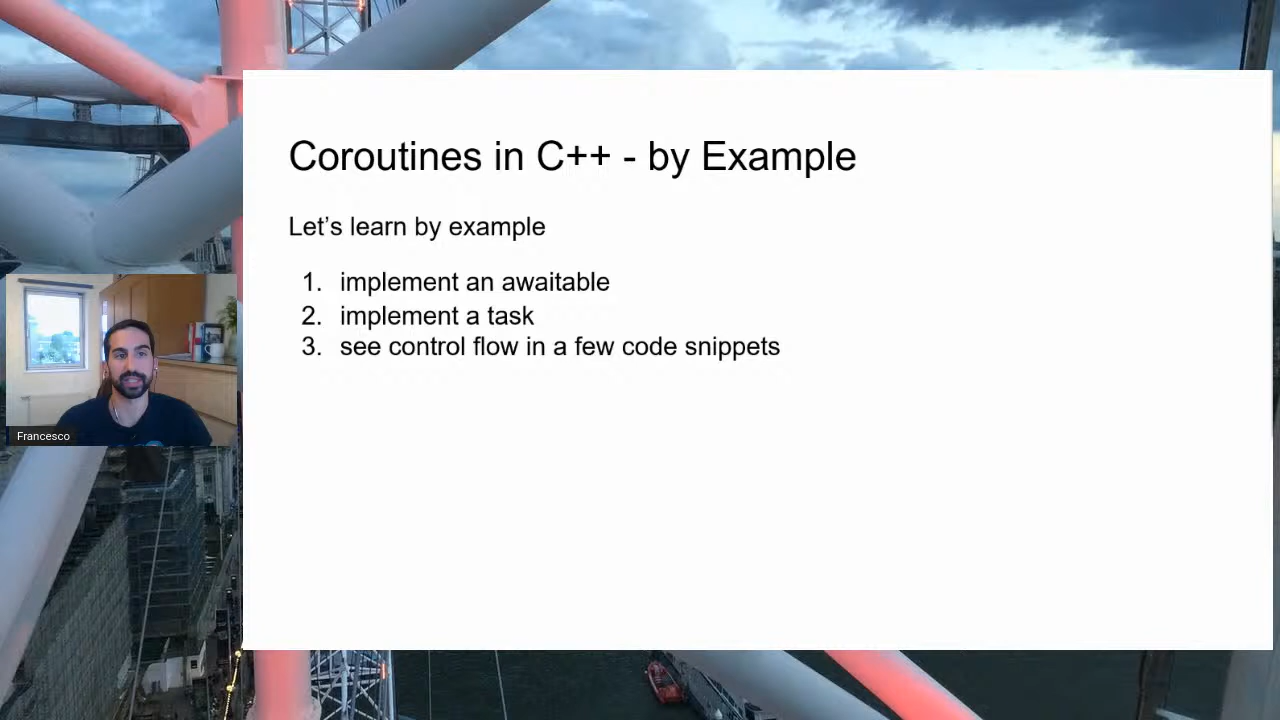 Coroutines in C++ - by Example
Let’s learn by example
1. implement an awaitable
2. implement a task
3. see control flow in a few code snippets
Francesco